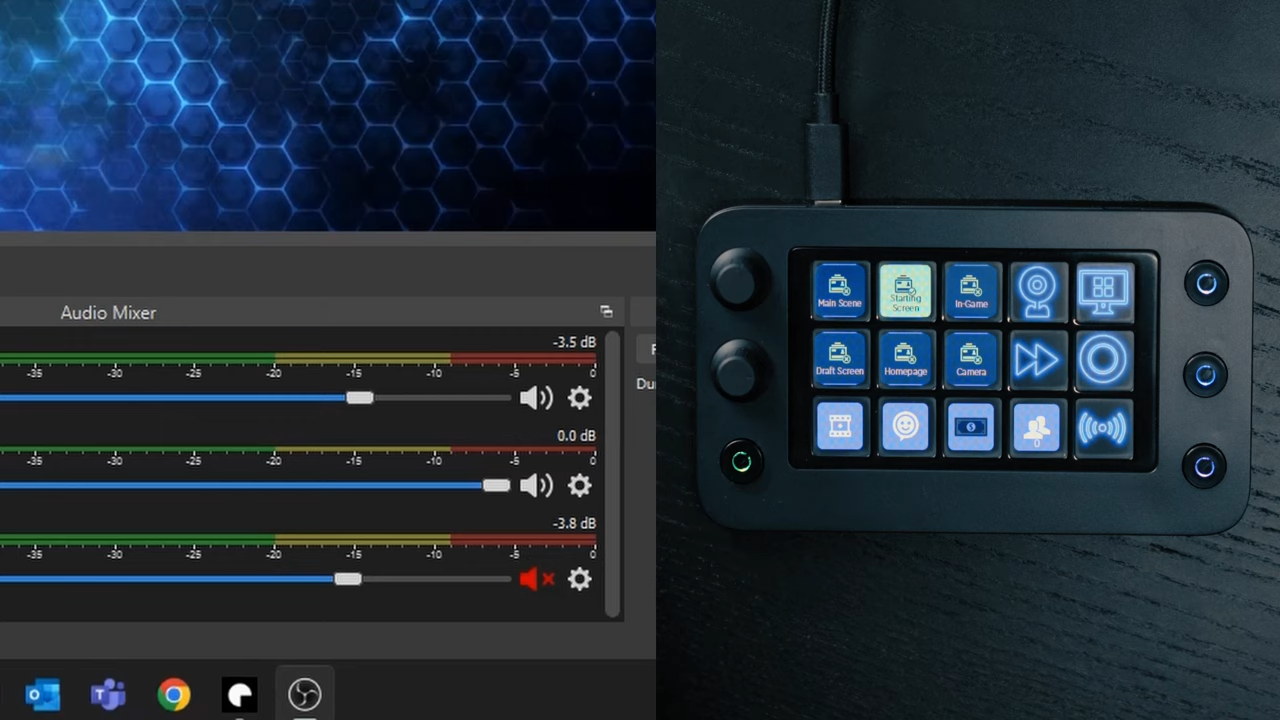 Audio Mixer
-3.5 dB
-35 -30 -25 -20 -15 -10 -5 0
0.0 dB
-35 -30 -25 -20 -15 -10 -5 0
-3.8 dB
-35 -30 -25 -20 -15 -10 -5 0
Du
Main Scene
Starting
Screen
In-Game
Draft Screen
Homepage
Camera
$
0